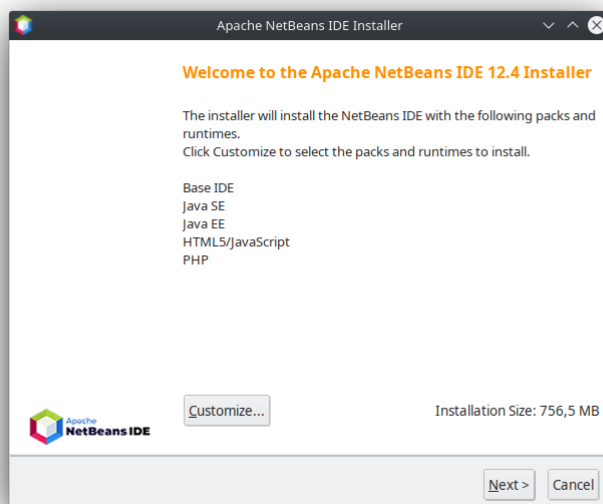 Apache NetBeans IDE Installer
Welcome to the Apache NetBeans IDE 12.4 Installer
The installer will install the NetBeans IDE with the following packs and
runtimes.
Click Customize to select the packs and runtimes to install.
Base IDE
Java SE
Java EE
HTML5/JavaScript
PHP
Customize...
Installation Size: 756,5 MB
Apache
NetBeans IDE
Next >
Cancel